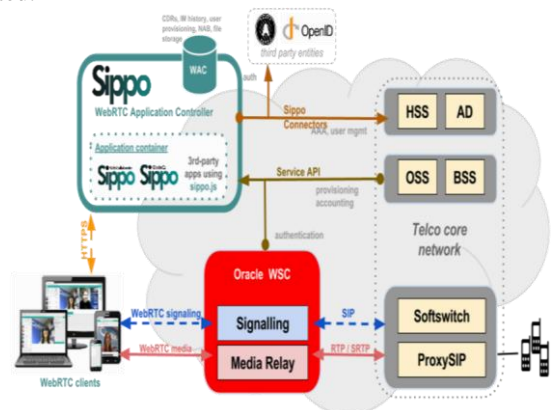 CDRs, IM history, user
provisioning, NAB, file
storage
WAC
OpenID
third party entities
Sippo
WebRTC Application Controller
auth
Sippo
Connectors
AAA, user mgmt
HSS
AD
Application container
Sippo
Sippo
3rd-party
apps using
sippo.js
Service API
provisioning
accounting
OSS
BSS
HTTPS
authentication
Telco core
network
Oracle WSC
WebRTC signaling
Signalling
SIP
Softswitch
WebRTC media
Media Relay
RTP / SRTP
ProxySIP
WebRTC clients